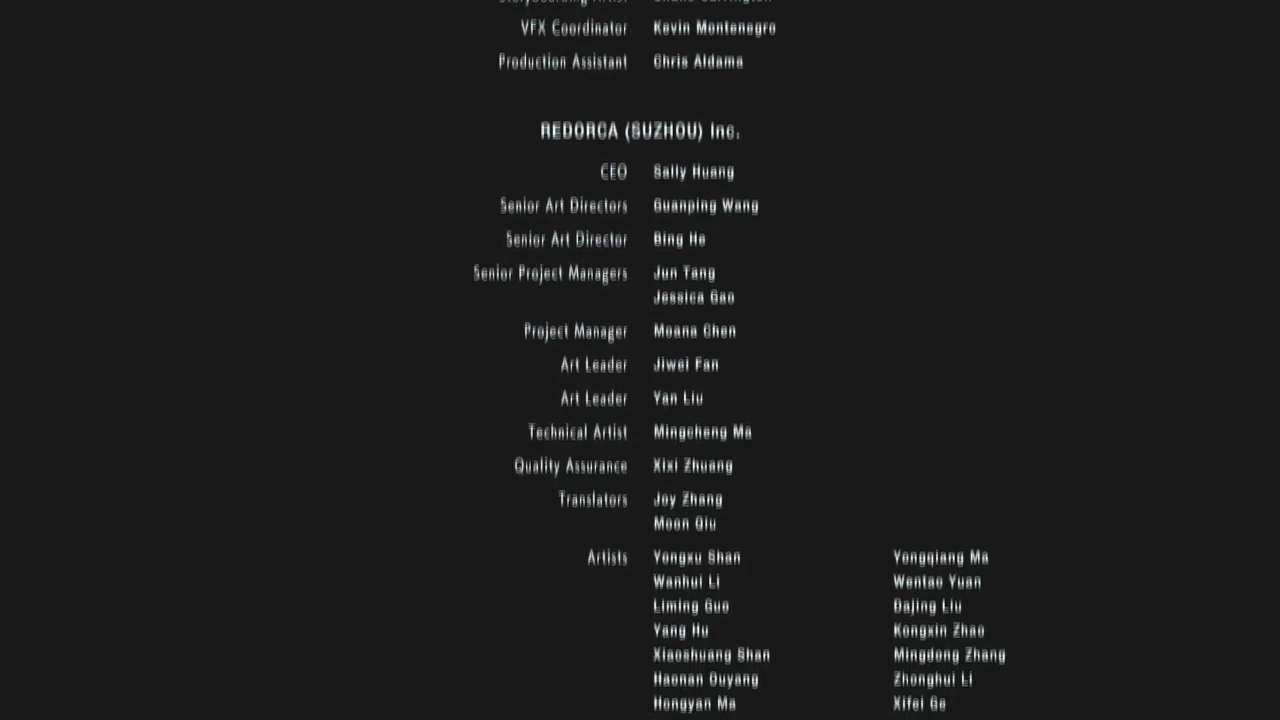 VFX Coordinator Kevin Montenegro
Production Assistant Chris Aldama
REDORCA (SUZHOU) Inc.
CEO Sally Huang
Senior Art Directors Guanping Wang
Senior Art Director Bing He
Senior Project Managers Jun Tang
Jessica Gao
Project Manager Moana Chen
Art Leader Jiwei Fan
Art Leader Yan Liu
Technical Artist Mingcheng Ma
Quality Assurance Xixi Zhuang
Translators Joy Zhang
Moon Qiu
Artists Yongxu Shan Yongqiang Ma
Wanhui Li Wentao Yuan
Liming Guo Dajing Liu
Yang Hu Kongxin Zhao
Xiaoshuang Shan Mingdong Zhang
Haonan Ouyang Zhonghui Li
Hongyan Ma Xifei Ge